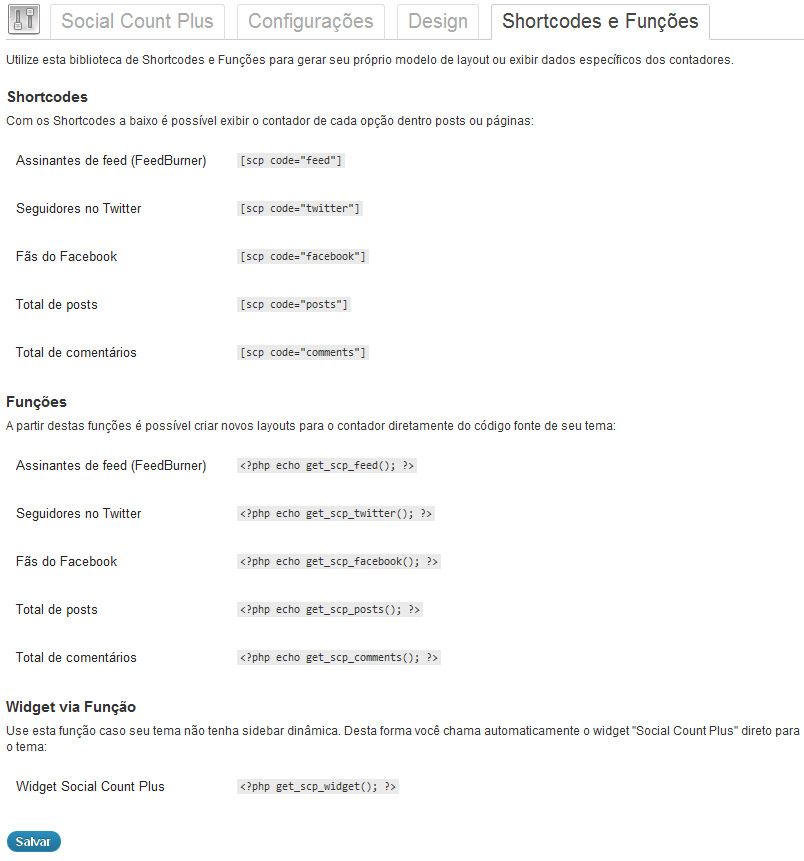 Social Count Plus Configurações Design Shortcodes e Funções
Utilize esta biblioteca de Shortcodes e Funções para gerar seu próprio modelo de layout ou exibir dados específicos dos contadores.
Shortcodes
Com os Shortcodes a baixo é possível exibir o contador de cada opção dentro posts ou páginas:
Assinantes de feed (FeedBurner) [scp code="feed"]
Seguidores no Twitter [scp code="twitter"]
Fãs do Facebook [scp code="facebook"]
Total de posts [scp code="posts"]
Total de comentários [scp code="comments"]
Funções
A partir destas funções é possível criar novos layouts para o contador diretamente do código fonte de seu tema:
Assinantes de feed (FeedBurner) <?php echo get_scp_feed(); ?>
Seguidores no Twitter <?php echo get_scp_twitter(); ?>
Fãs do Facebook <?php echo get_scp_facebook(); ?>
Total de posts <?php echo get_scp_posts(); ?>
Total de comentários <?php echo get_scp_comments(); ?>
Widget via Função
Use esta função caso seu tema não tenha sidebar dinâmica. Desta forma você chama automaticamente o widget "Social Count Plus" direto para
o tema:
Widget Social Count Plus <?php get_scp_widget(); ?>
Salvar